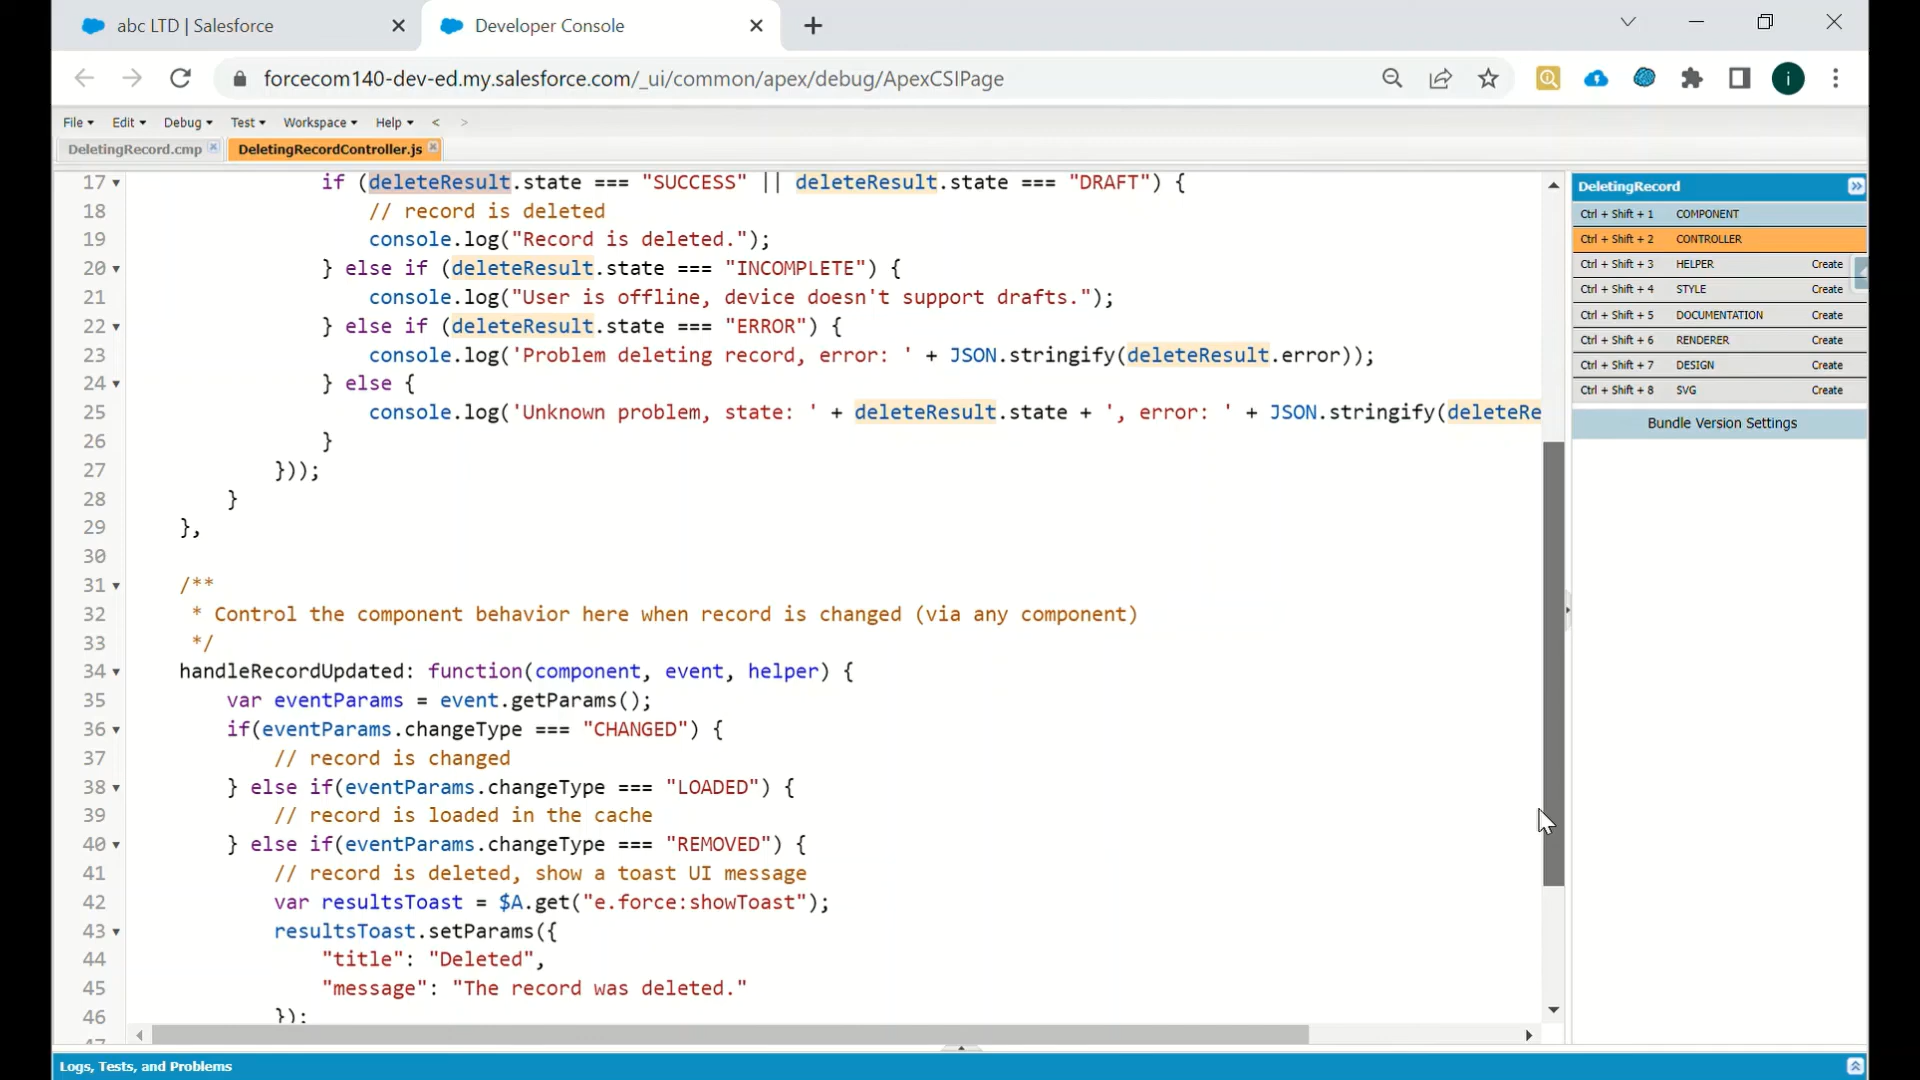 abc LTD | Salesforce
Developer Console
forcecom140-dev-ed.my.salesforce.com/_ui/common/apex/debug/ApexCSIPage
i
File Edit Debug Test Workspace Help < >
DeletingRecord.cmp DeletingRecordController.js
17 if (deleteResult.state === "SUCCESS" || deleteResult.state === "DRAFT") {
18 // record is deleted
19 console.log("Record is deleted.");
20 } else if (deleteResult.state === "INCOMPLETE") {
21 console.log("User is offline, device doesn't support drafts.");
22 } else if (deleteResult.state === "ERROR") {
23 console.log('Problem deleting record, error: ' + JSON.stringify(deleteResult.error));
24 } else {
25 console.log('Unknown problem, state: ' + deleteResult.state + ', error: ' + JSON.stringify(deleteRe
26 }
27 }));
28 }
29 },
30
31 /**
32 * Control the component behavior here when record is changed (via any component)
33 */
34 handleRecordUpdated: function(component, event, helper) {
35 var eventParams = event.getParams();
36 if(eventParams.changeType === "CHANGED") {
37 // record is changed
38 } else if(eventParams.changeType === "LOADED") {
39 // record is loaded in the cache
40 } else if(eventParams.changeType === "REMOVED") {
41 // record is deleted, show a toast UI message
42 var resultsToast = $A.get("e.force:showToast");
43 resultsToast.setParams({
44 "title": "Deleted",
45 "message": "The record was deleted."
46 });
47
DeletingRecord
Ctrl + Shift + 1 COMPONENT
Ctrl + Shift + 2 CONTROLLER
Ctrl + Shift + 3 HELPER Create
Ctrl + Shift + 4 STYLE Create
Ctrl + Shift + 5 DOCUMENTATION Create
Ctrl + Shift + 6 RENDERER Create
Ctrl + Shift + 7 DESIGN Create
Ctrl + Shift + 8 SVG Create
Bundle Version Settings
Logs, Tests, and Problems